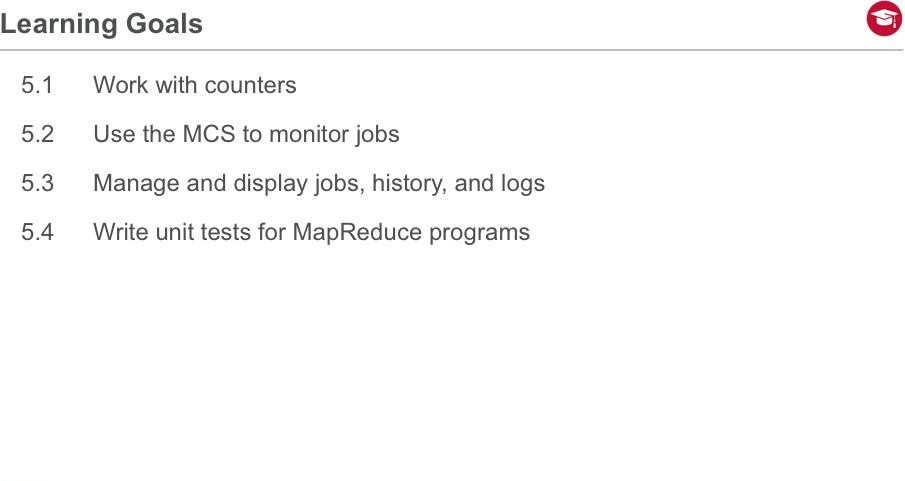 Learning Goals
5.1 Work with counters
5.2 Use the MCS to monitor jobs
5.3 Manage and display jobs, history, and logs
5.4 Write unit tests for MapReduce programs